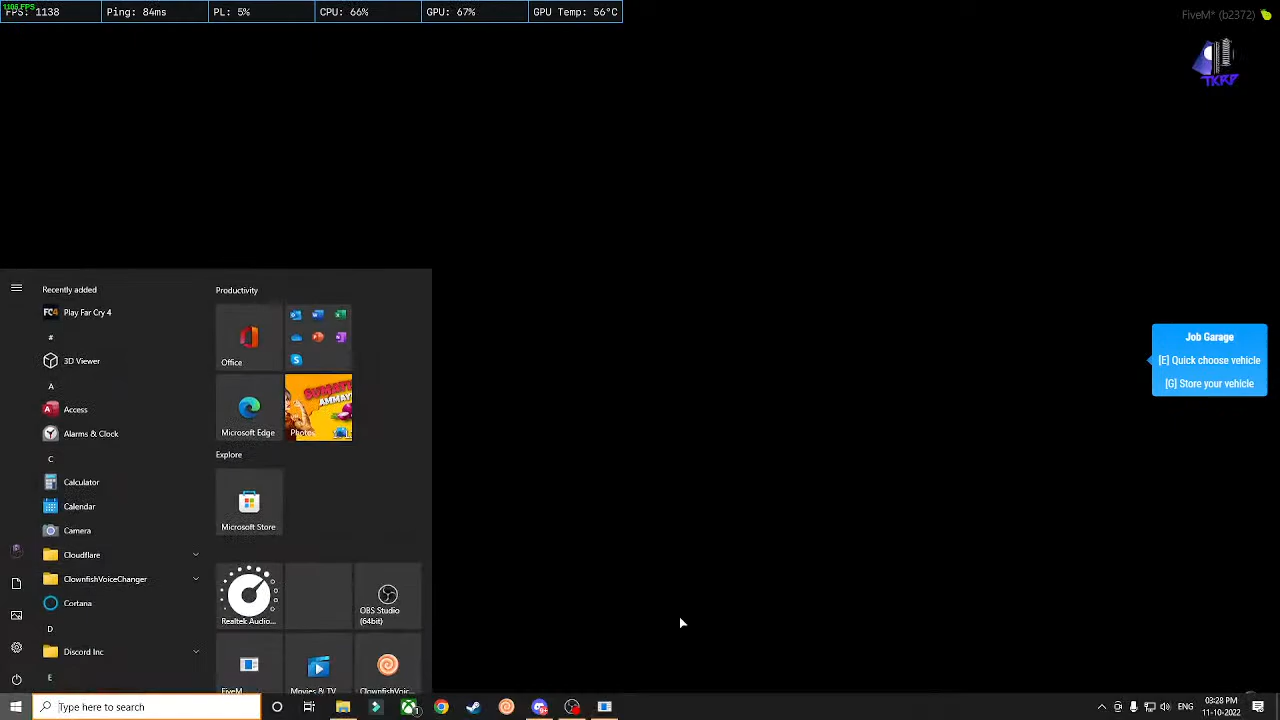 FPS: 1138
Ping: 84ms
PL: 5%
CPU: 66%
GPU: 67%
GPU Temp: 56°C
FiveM* (b2372)
TKRP
Recently added
Play Far Cry 4
#
3D Viewer
A
Access
Alarms & Clock
C
Calculator
Calendar
Camera
Cloudflare
ClownfishVoiceChanger
Cortana
D
Discord Inc
E
Productivity
Office
Microsoft Edge
Photos
Explore
Microsoft Store
Realtek Audio...
OBS Studio
(64bit)
FiveM
Movies & TV
ClownfishVoic...
Job Garage
[E] Quick choose vehicle
[G] Store your vehicle
Type here to search
ENG
03:28 PM
11-10-2022